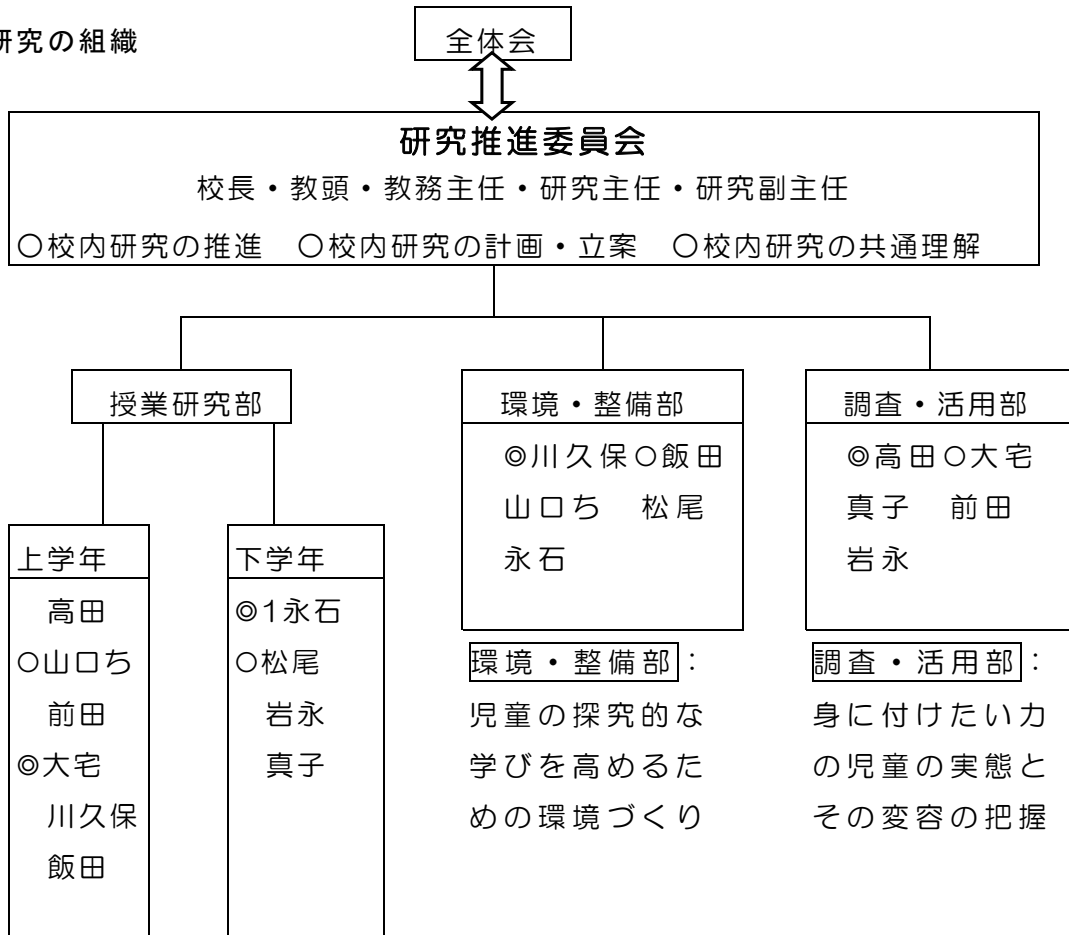 研究の組織
全体会
研究推進委員会
校長・教頭・教務主任・研究主任・研究副主任
〇校内研究の推進　〇校内研究の計画・立案　〇校内研究の共通理解
授業研究部
上学年
高田
〇山口ち
前田
◎大宅
川久保
飯田
下学年
◎1永石
〇松尾
岩永
真子
環境・整備部
◎川久保〇飯田
山口ち　松尾
永石
環境・整備部：
児童の探究的な
学びを高めるた
めの環境づくり
調査・活用部
◎高田〇大宅
真子　前田
岩永
調査・活用部：
身に付けたい力
の児童の実態と
その変容の把握